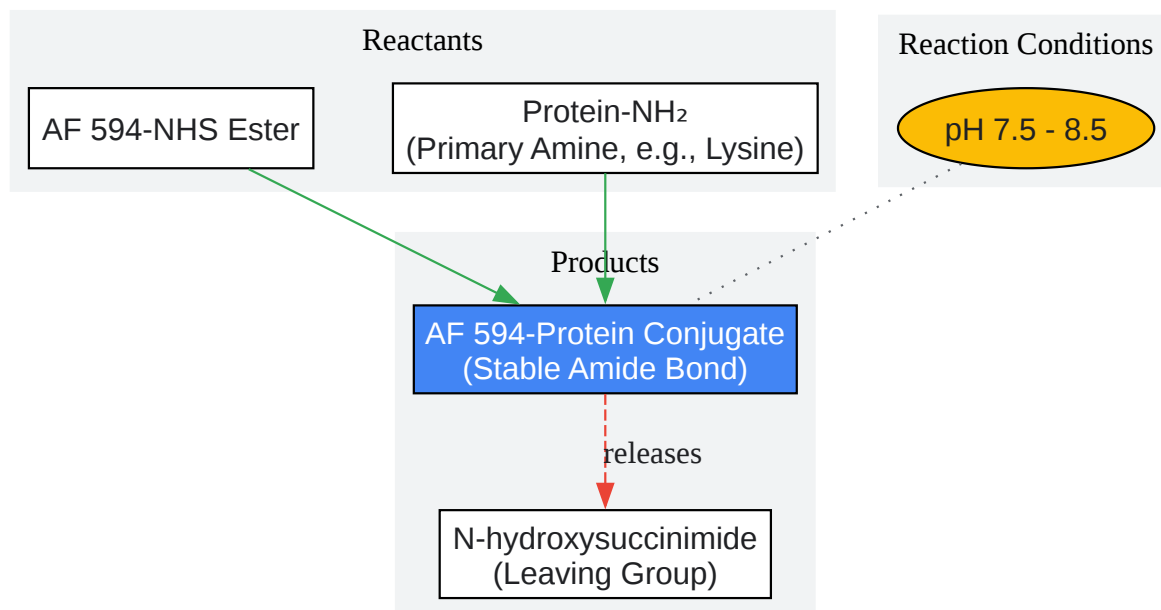 Reactants
Reaction Conditions
AF 594-NHS Ester
Protein-NH₂
(Primary Amine, e.g., Lysine)
pH 7.5 - 8.5
Products
AF 594-Protein Conjugate
(Stable Amide Bond)
releases
N-hydroxysuccinimide
(Leaving Group)